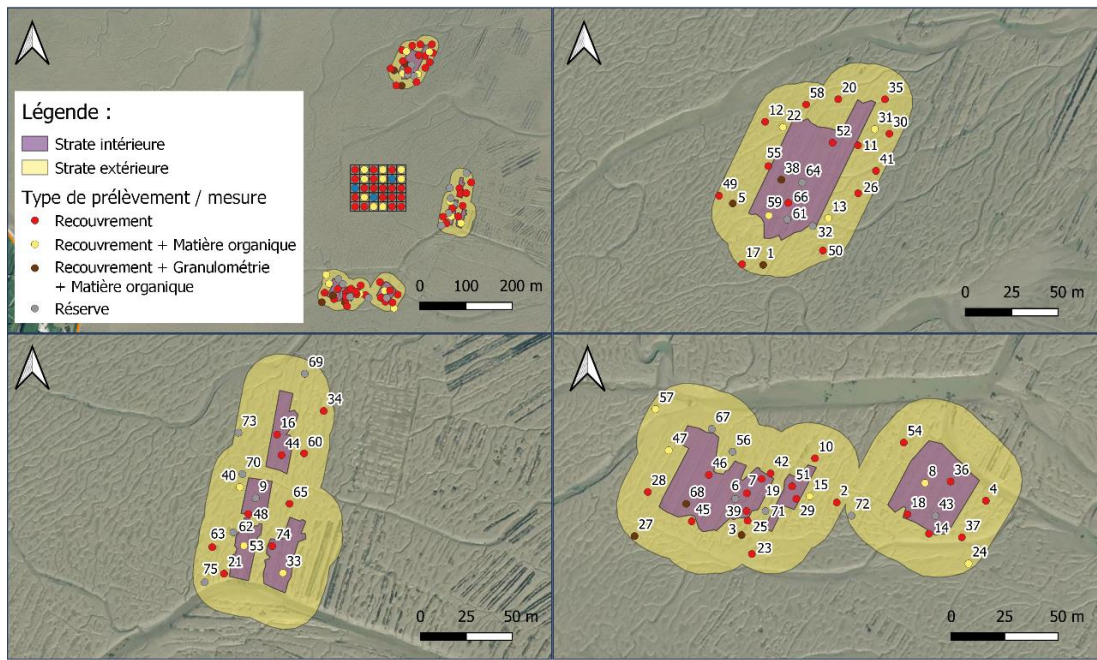 Légende :
Strate intérieure
Strate extérieure
Type de prélèvement / mesure
Recouvrement
Recouvrement + Matière organique
Recouvrement + Granulométrie
+ Matière organique
Réserve
0 100 200 m
58 20 35
12 22 31 30
52 11
55 38 64 41
49 5 66 26
59 61 13
32
17 1 50
0 25 50 m
69
34
73 16
44 60
70
40 9 65
48
62
63 53 74
21 33
75
0 25 50 m
57 67
47 56 10 54
46 42 8 36
28 6 7 51 15 2 4
68 19 72 18 43
45 39 71 29
27 3 25 14 37
23 24
0 25 50 m